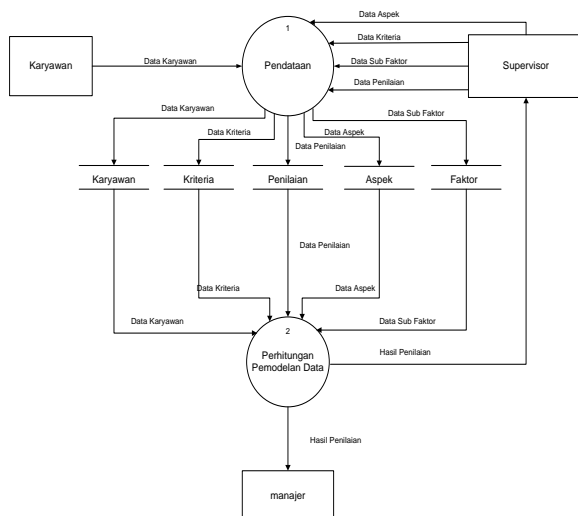 Data Aspek
1
Data Kriteria
Karyawan
Data Karyawan
Pendataan
Data Sub Faktor
Supervisor
Data Penilaian
Data Karyawan
Data Kriteria
Data Penilaian
Data Aspek
Data Sub Faktor
Karyawan
Kriteria
Penilaian
Aspek
Faktor
Data Penilaian
Data Kriteria
Data Aspek
Data Karyawan
Data Sub Faktor
2
Perhitungan
Pemodelan Data
Hasil Penilaian
Hasil Penilaian
manajer